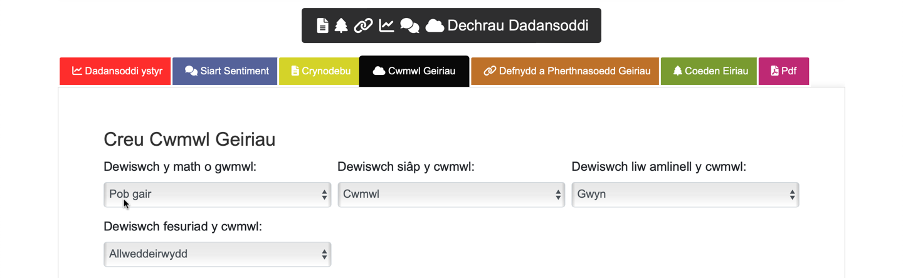 Dechrau Dadansoddi
Dadansoddi ystyr Siart Sentiment Crynodebu Cwmwl Geiriau Defnydd a Pherthnasoedd Geiriau Coeden Eiriau Pdf
Creu Cwmwl Geiriau
Dewiswch y math o gwmwl: Dewiswch siâp y cwmwl: Dewiswch liw amlinell y cwmwl:
Pob gair Cwmwl Gwyn
Dewiswch fesuriad y cwmwl:
Allweddeirwydd